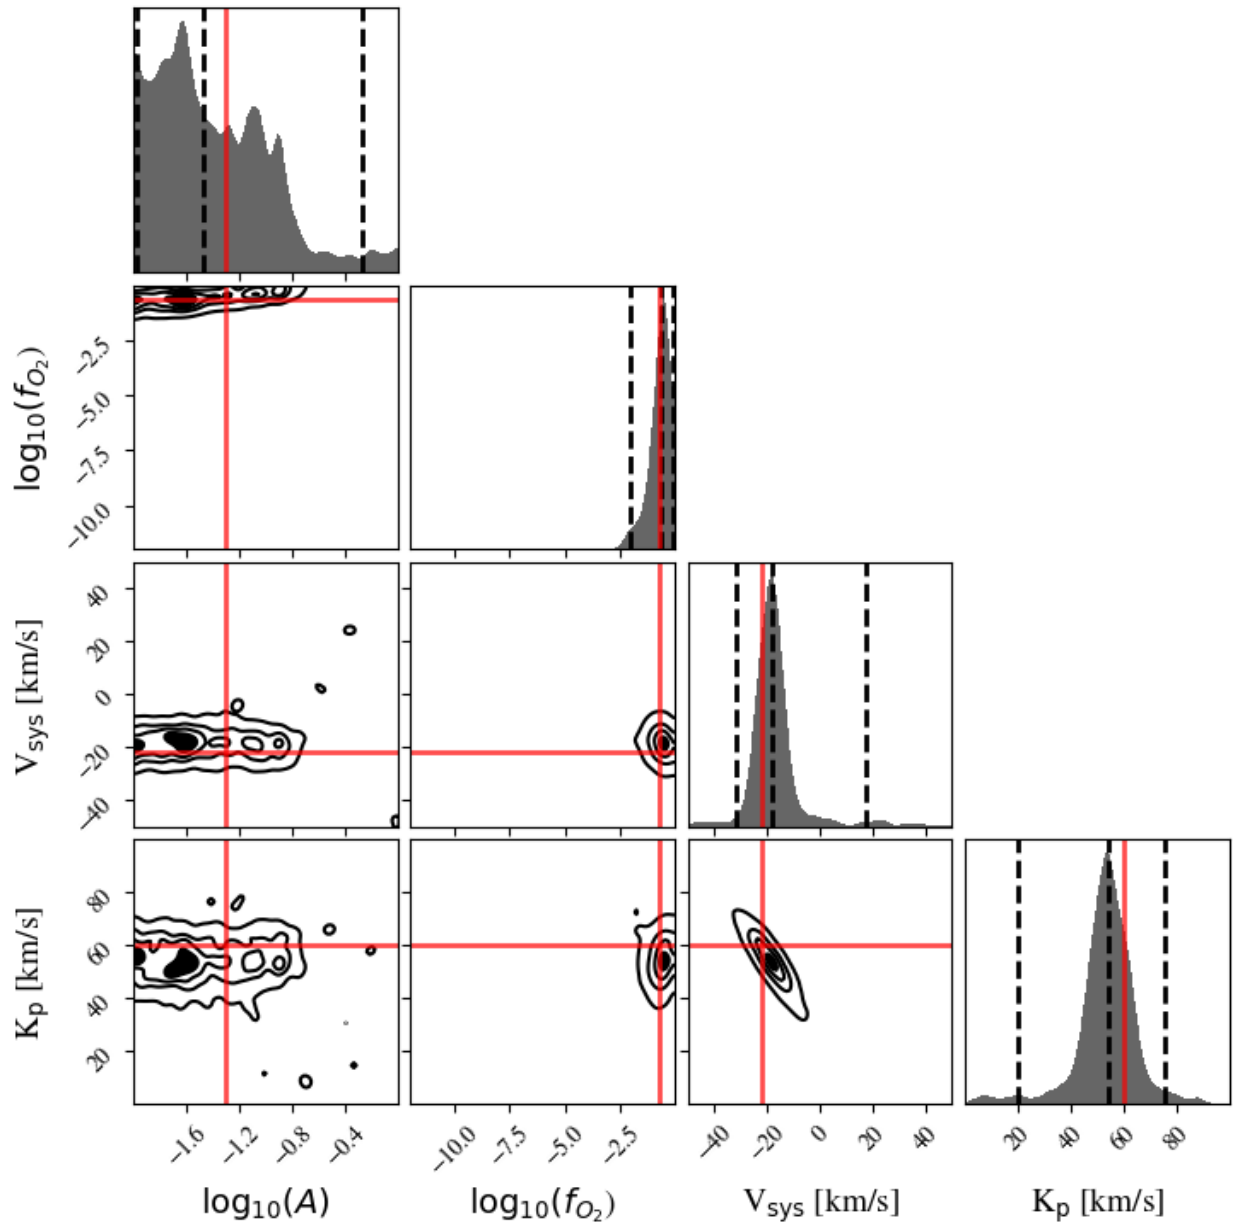 log₁₀(f_O₂)
−2.5
−5.0
−7.5
−10.0
V_sys [km/s]
40
20
0
−20
−40
K_p [km/s]
80
60
40
20
−1.6 −1.2 −0.8 −0.4
−10.0 −7.5 −5.0 −2.5
−40 −20 0 20 40
20 40 60 80
log₁₀(A) log₁₀(f_O₂) V_sys [km/s] K_p [km/s]